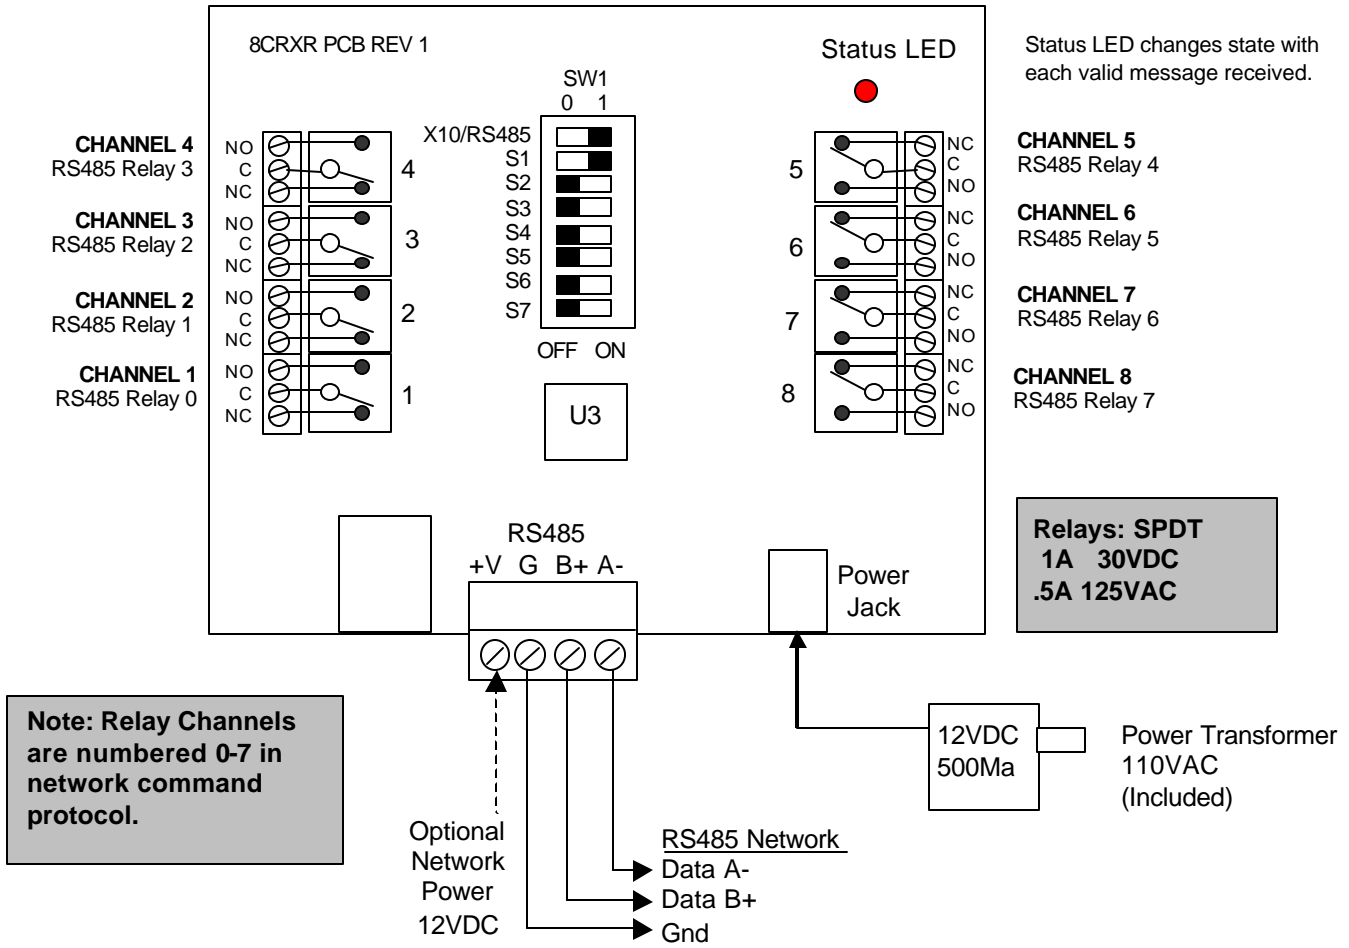 8CRXR PCB REV 1
Status LED
Status LED changes state with
each valid message received.
SW1
0 1
X10/RS485
S1
S2
S3
S4
S5
S6
S7
OFF ON
U3
CHANNEL 4
RS485 Relay 3
NO
C
NC
4
CHANNEL 3
RS485 Relay 2
NO
C
NC
3
CHANNEL 2
RS485 Relay 1
NO
C
NC
2
CHANNEL 1
RS485 Relay 0
NO
C
NC
1
5
NC
C
NO
CHANNEL 5
RS485 Relay 4
6
NC
C
NO
CHANNEL 6
RS485 Relay 5
7
NC
C
NO
CHANNEL 7
RS485 Relay 6
8
NC
C
NO
CHANNEL 8
RS485 Relay 7
Relays: SPDT
1A 30VDC
.5A 125VAC
RS485
+V G B+ A-
Power
Jack
Note: Relay Channels
are numbered 0-7 in
network command
protocol.
12VDC
500Ma
Power Transformer
110VAC
(Included)
Optional
Network
Power
12VDC
RS485 Network
Data A-
Data B+
Gnd